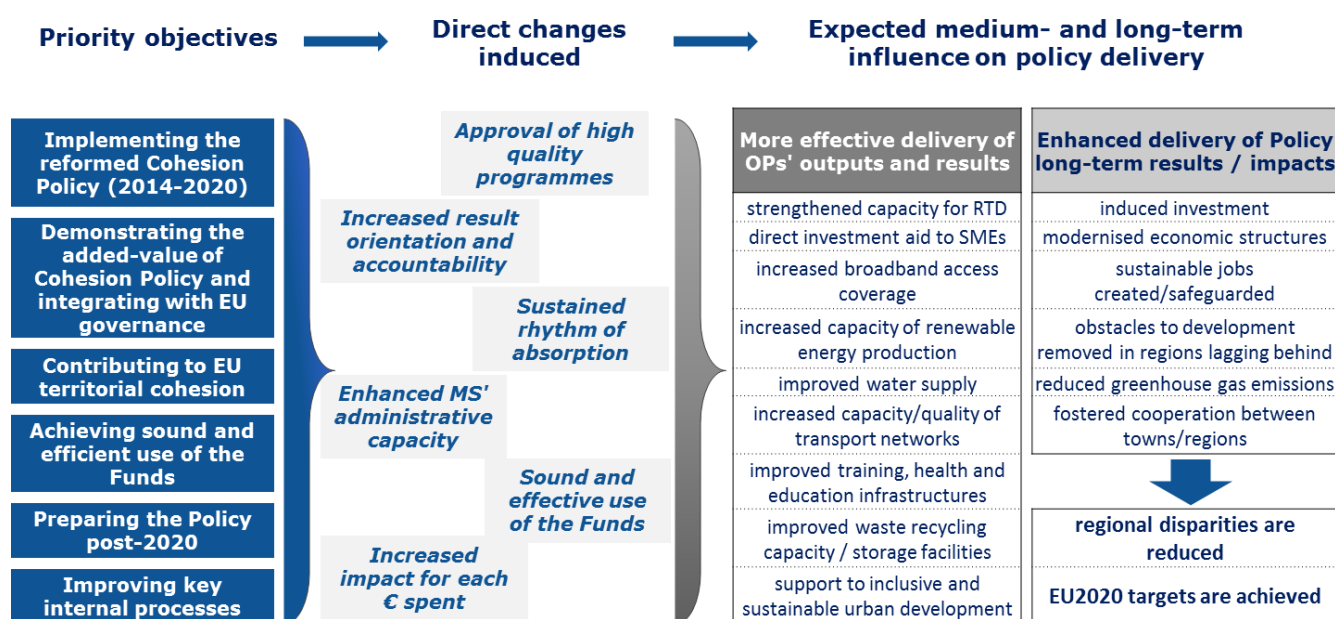 Priority objectives
Direct changes
induced
Expected medium- and long-term
influence on policy delivery
Implementing the
reformed Cohesion
Policy (2014-2020)
Demonstrating the
added-value of
Cohesion Policy and
integrating with EU
governance
Contributing to EU
territorial cohesion
Achieving sound and
efficient use of the
Funds
Preparing the Policy
post-2020
Improving key
internal processes
Approval of high
quality
programmes
Increased result
orientation and
accountability
Sustained
rhythm of
absorption
Enhanced MS'
administrative
capacity
Sound and
effective use
of the Funds
Increased
impact for each
€ spent
More effective delivery of
OPs' outputs and results
strengthened capacity for RTD
direct investment aid to SMEs
increased broadband access
coverage
increased capacity of renewable
energy production
improved water supply
increased capacity/quality of
transport networks
improved training, health and
education infrastructures
improved waste recycling
capacity / storage facilities
support to inclusive and
sustainable urban development
Enhanced delivery of Policy
long-term results / impacts
induced investment
modernised economic structures
sustainable jobs
created/safeguarded
obstacles to development
removed in regions lagging behind
reduced greenhouse gas emissions
fostered cooperation between
towns/regions
regional disparities are
reduced
EU2020 targets are achieved